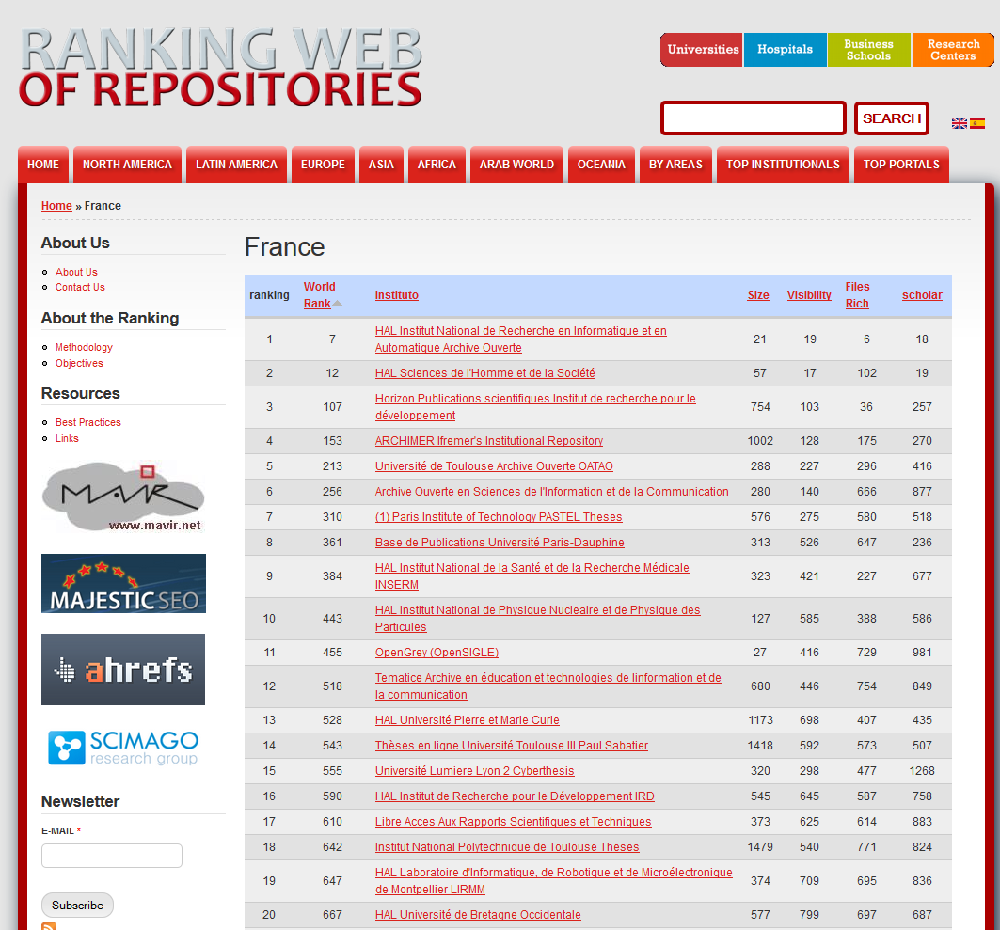 RANKING WEB
OF REPOSITORIES
Universities
Hospitals
Business
Schools
Research
Centers
SEARCH
HOME NORTH AMERICA LATIN AMERICA EUROPE ASIA AFRICA ARAB WORLD OCEANIA BY AREAS TOP INSTITUTIONALS TOP PORTALS
Home » France
About Us
About Us
Contact Us
About the Ranking
Methodology
Objectives
Resources
Best Practices
Links
MAVIR
www.mavir.net
MAJESTIC SEO
ahrefs
SCIMAGO
research group
Newsletter
E-MAIL *
Subscribe
France
ranking World Rank Instituto Size Visibility Files Rich scholar
1 7 HAL Institut National de Recherche en Informatique et en 21 19 6 18
Automatique Archive Ouverte
2 12 HAL Sciences de l'Homme et de la Société 57 17 102 19
3 107 Horizon Publications scientifiques Institut de recherche pour le 754 103 36 257
développement
4 153 ARCHIMER Ifremer's Institutional Repository 1002 128 175 270
5 213 Université de Toulouse Archive Ouverte OATAO 288 227 296 416
6 256 Archive Ouverte en Sciences de l'Information et de la Communication 280 140 666 877
7 310 (1) Paris Institute of Technology PASTEL Theses 576 275 580 518
8 361 Base de Publications Université Paris-Dauphine 313 526 647 236
9 384 HAL Institut National de la Santé et de la Recherche Médicale 323 421 227 677
INSERM
10 443 HAL Institut National de Physique Nucleaire et de Physique des 127 585 388 586
Particules
11 455 OpenGrey (OpenSIGLE) 27 416 729 981
12 518 Tematice Archive en éducation et technologies de linformation et de 680 446 754 849
la communication
13 528 HAL Université Pierre et Marie Curie 1173 698 407 435
14 543 Thèses en ligne Université Toulouse III Paul Sabatier 1418 592 573 507
15 555 Université Lumiere Lyon 2 Cyberthesis 320 298 477 1268
16 590 HAL Institut de Recherche pour le Développement IRD 545 645 587 758
17 610 Libre Acces Aux Rapports Scientifiques et Techniques 373 625 614 883
18 642 Institut National Polytechnique de Toulouse Theses 1479 540 771 824
19 647 HAL Laboratoire d'Informatique, de Robotique et de Microélectronique 374 709 695 836
de Montpellier LIRMM
20 667 HAL Université de Bretagne Occidentale 577 799 697 687